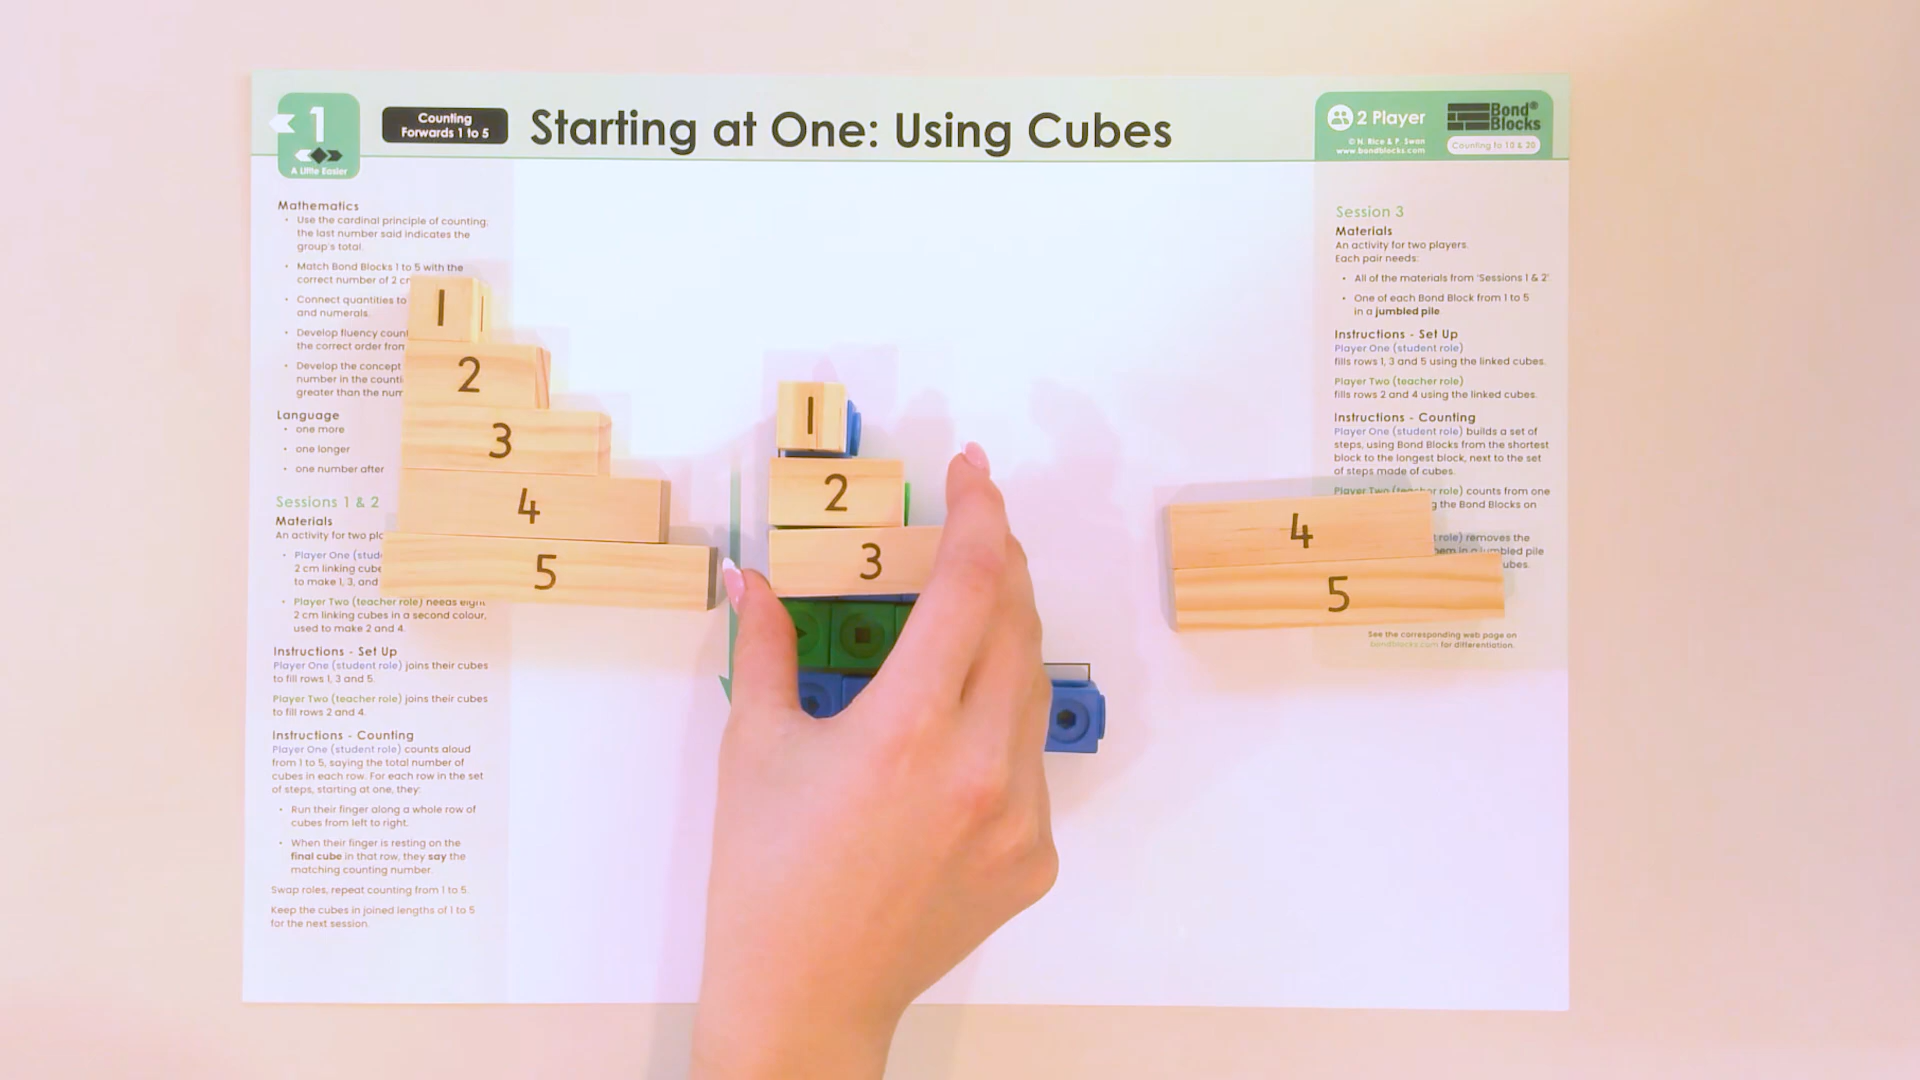 1
A Little Easier
Counting
Forwards 1 to 5
Starting at One: Using Cubes
2 Player
© N. Rice & P. Swan
www.bondblocks.com
Bond®
Blocks
Counting to 10 & 20
Mathematics
• Use the cardinal principle of counting:
the last number said indicates the
group's total.
• Match Bond Blocks 1 to 5 with the
correct number of 2
• Connect quantities to
and numerals.
• Develop fluency
the correct order from
• Develop the concept
number in the
greater than the
Language
• one more
• one longer
• one number after
Sessions 1 & 2
Materials
An activity for two
• Player One
2 cm linking
to make 1, 3, and
• Player Two (teacher role) needs eight
2 cm linking cubes in a second colour,
used to make 2 and 4.
Instructions - Set Up
Player One (student role) joins their cubes
to fill rows 1, 3 and 5.
Player Two (teacher role) joins their cubes
to fill rows 2 and 4.
Instructions - Counting
Player One (student role) counts aloud
from 1 to 5, saying the total number of
cubes in each row. For each row in the set
of steps, starting at one, they:
• Run their finger along a whole row of
cubes from left to right.
• When their finger is resting on the
final cube in that row, they say the
matching counting number.
Swap roles, repeat counting from 1 to 5.
Keep the cubes in joined lengths of 1 to 5
for the next session.
1
2
3
4
5
1
2
3
4
5
Session 3
Materials
An activity for two players.
Each pair needs:
• All of the materials from 'Sessions 1 & 2'
• One of each Bond Block from 1 to 5
in a jumbled pile.
Instructions - Set Up
Player One (student role)
fills rows 1, 3 and 5 using the linked cubes.
Player Two (teacher role)
fills rows 2 and 4 using the linked cubes.
Instructions - Counting
Player One (student role) builds a set of
steps, using Bond Blocks from the shortest
block to the longest block, next to the set
of steps made of cubes.
Player Two (teacher role) counts from one
the Bond Blocks on
role) removes the
them in a jumbled pile
See the corresponding web page on
bondblocks.com for differentiation.